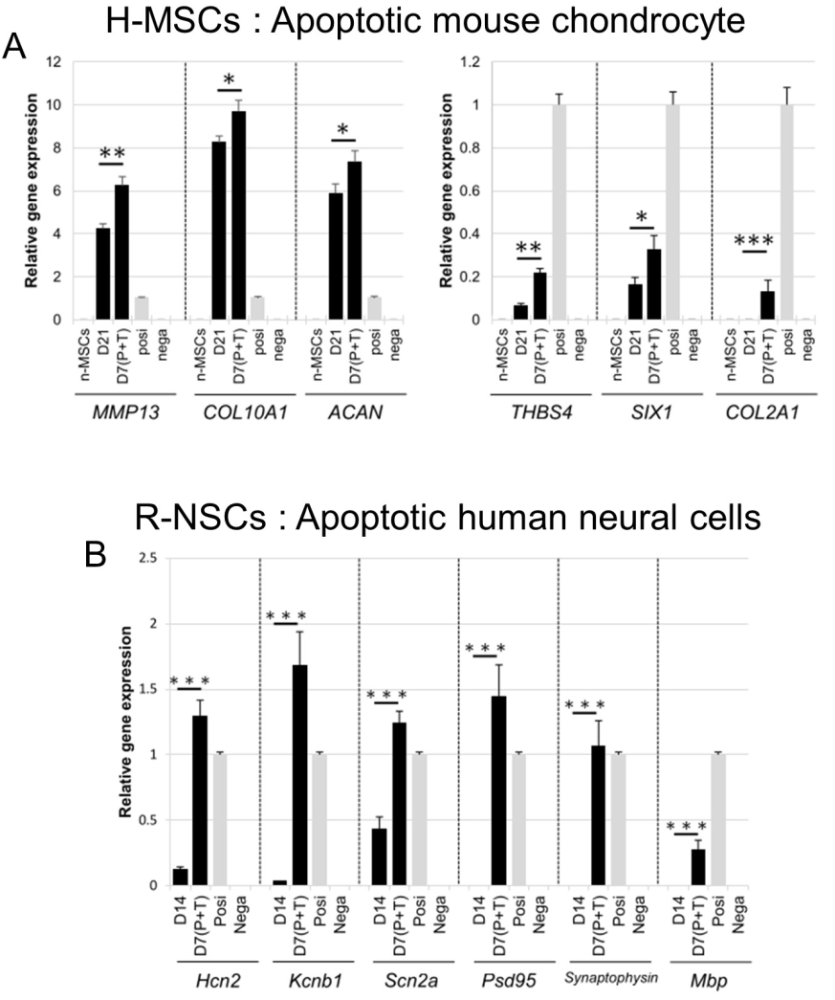 H-MSCs : Apoptotic mouse chondrocyte
A
Relative gene expression
12
10
8
6
4
2
0
** * *
n-MSCs D21 D7(P+T) posi nega n-MSCs D21 D7(P+T) posi nega n-MSCs D21 D7(P+T) posi nega
MMP13 COL10A1 ACAN
Relative gene expression
1.2
1
0.8
0.6
0.4
0.2
0
** * ***
n-MSCs D21 D7(P+T) posi nega n-MSCs D21 D7(P+T) posi nega n-MSCs D21 D7(P+T) posi nega
THBS4 SIX1 COL2A1
R-NSCs : Apoptotic human neural cells
B
Relative gene expression
2.5
2
1.5
1
0.5
0
*** *** *** *** *** ***
D14 D7(P+T) Posi Nega D14 D7(P+T) Posi Nega D14 D7(P+T) Posi Nega D14 D7(P+T) Posi Nega D14 D7(P+T) Posi Nega D14 D7(P+T) Posi Nega
Hcn2 Kcnb1 Scn2a Psd95 Synaptophysin Mbp